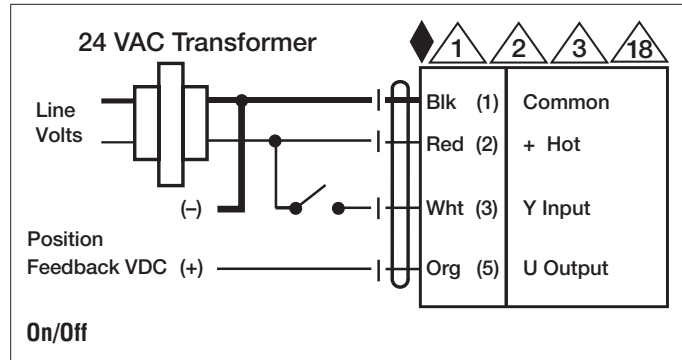 24 VAC Transformer
1 2 3 18
Line
Volts
Blk (1) Common
Red (2) + Hot
(–)
Wht (3) Y Input
Position
Feedback VDC (+)
Org (5) U Output
On/Off